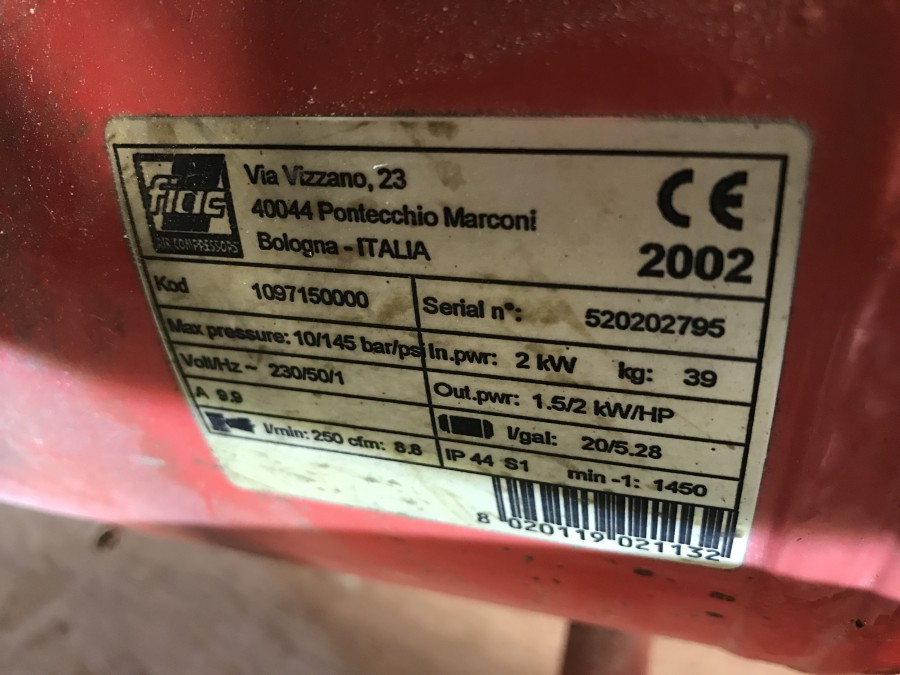 fiac
AIR COMPRESSORS
Via Vizzano, 23
40044 Pontecchio Marconi
Bologna - ITALIA
CE
2002
Kod 1097150000
Serial n°: 520202795
Max pressure: 10/145 bar/psi
In.pwr: 2 kW kg: 39
Volt/Hz ~ 230/50/1
Out.pwr: 1.5/2 kW/HP
A 9.9
l/gal: 20/5.28
l/min: 250 cfm: 8.8
IP 44 S1 min -1: 1450
8 020119 021132